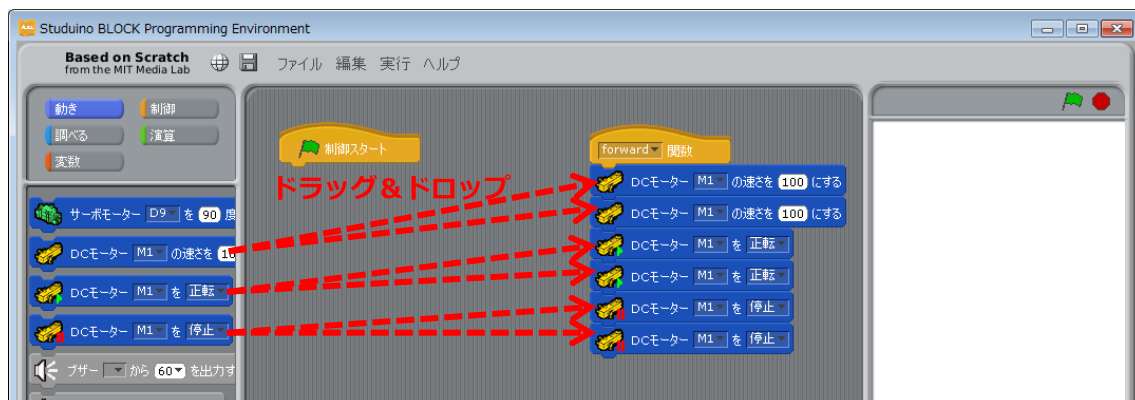 Studuino BLOCK Programming Environment
Based on Scratch
from the MIT Media Lab
ファイル 編集 実行 ヘルプ
動き 制御
調べる 演算
変数
サーボモーター D9 を 90 度
DCモーター M1 の速さを 10
DCモーター M1 を 正転
DCモーター M1 を 停止
ブザー から 60 を出力す
制御スタート
ドラッグ&ドロップ
forward 関数
DCモーター M1 の速さを 100 にする
DCモーター M1 の速さを 100 にする
DCモーター M1 を 正転
DCモーター M1 を 正転
DCモーター M1 を 停止
DCモーター M1 を 停止